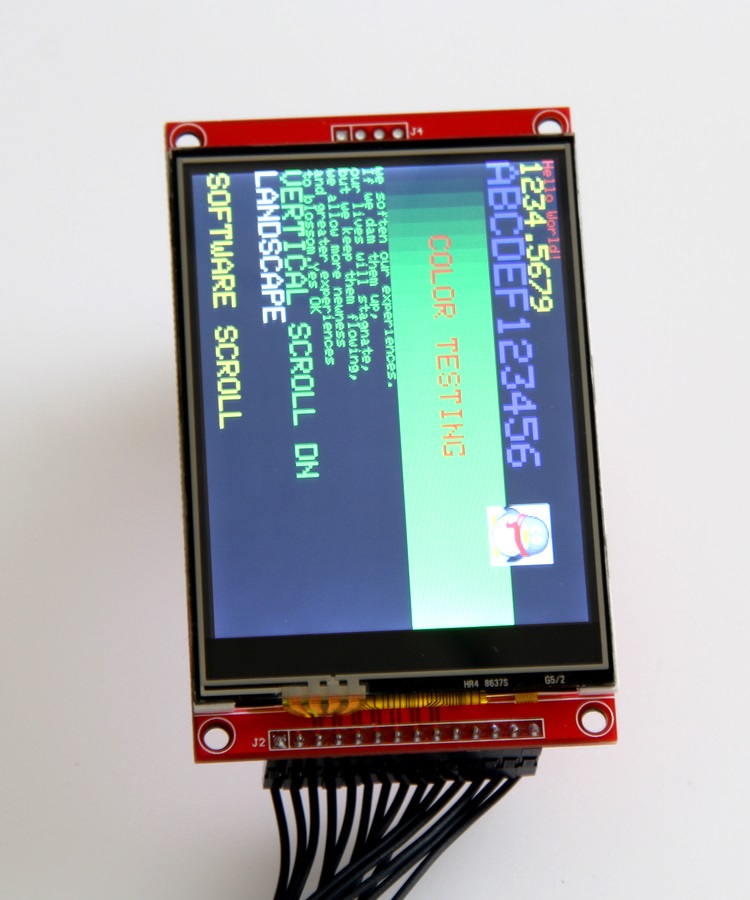 J4
Hello World!
1234.5679
ABCDEF123456
COLOR TESTING
we soften our experiences.
If we dam them up,
our lives will stagnate,
but we keep them flowing,
we allow more newness
and greater experiences
to blossom.Yes OK
VERTICAL SCROLL ON
LANDSCAPE
SOFTWARE SCROLL
HR4 8637S G5/2
J2